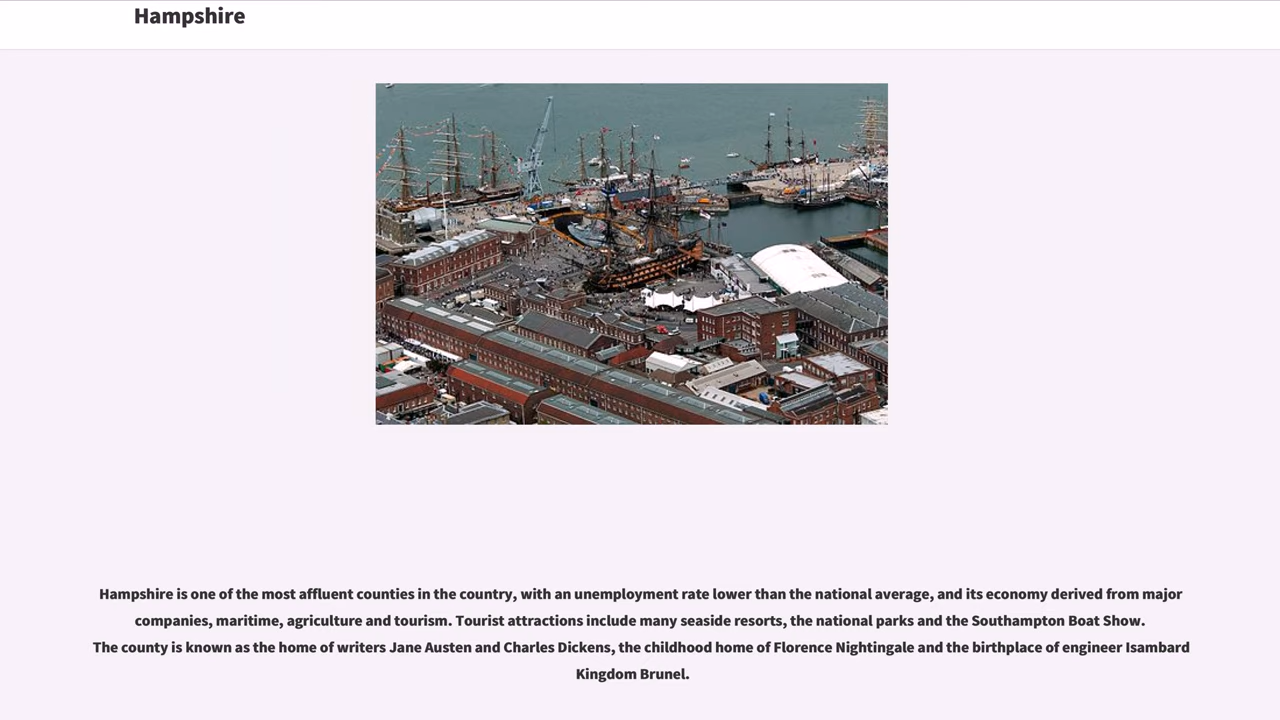 Hampshire
Hampshire is one of the most affluent counties in the country, with an unemployment rate lower than the national average, and its economy derived from major
companies, maritime, agriculture and tourism. Tourist attractions include many seaside resorts, the national parks and the Southampton Boat Show.
The county is known as the home of writers Jane Austen and Charles Dickens, the childhood home of Florence Nightingale and the birthplace of engineer Isambard
Kingdom Brunel.